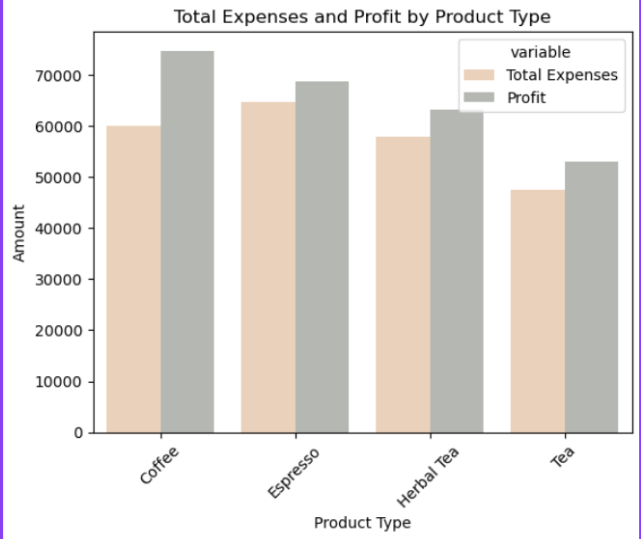 Total Expenses and Profit by Product Type
variable
Total Expenses
Profit
70000
60000
50000
40000
30000
20000
10000
0
Amount
Coffee
Espresso
Herbal Tea
Tea
Product Type